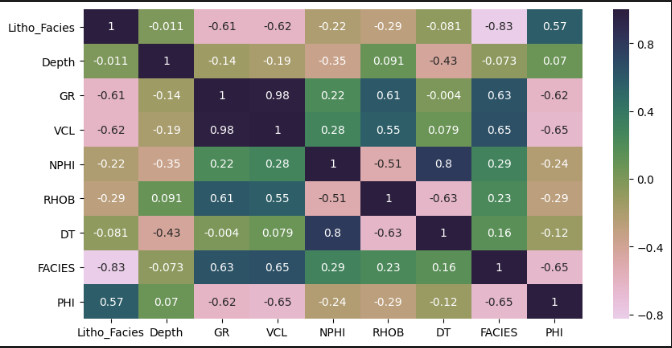 Litho_Facies 1 -0.011 -0.61 -0.62 -0.22 -0.29 -0.081 -0.83 0.57
Depth -0.011 1 -0.14 -0.19 -0.35 0.091 -0.43 -0.073 0.07
GR -0.61 -0.14 1 0.98 0.22 0.61 -0.004 0.63 -0.62
VCL -0.62 -0.19 0.98 1 0.28 0.55 0.079 0.65 -0.65
NPHI -0.22 -0.35 0.22 0.28 1 -0.51 0.8 0.29 -0.24
RHOB -0.29 0.091 0.61 0.55 -0.51 1 -0.63 0.23 -0.29
DT -0.081 -0.43 -0.004 0.079 0.8 -0.63 1 0.16 -0.12
FACIES -0.83 -0.073 0.63 0.65 0.29 0.23 0.16 1 -0.65
PHI 0.57 0.07 -0.62 -0.65 -0.24 -0.29 -0.12 -0.65 1
Litho_Facies Depth GR VCL NPHI RHOB DT FACIES PHI
0.8
0.4
0.0
-0.4
-0.8